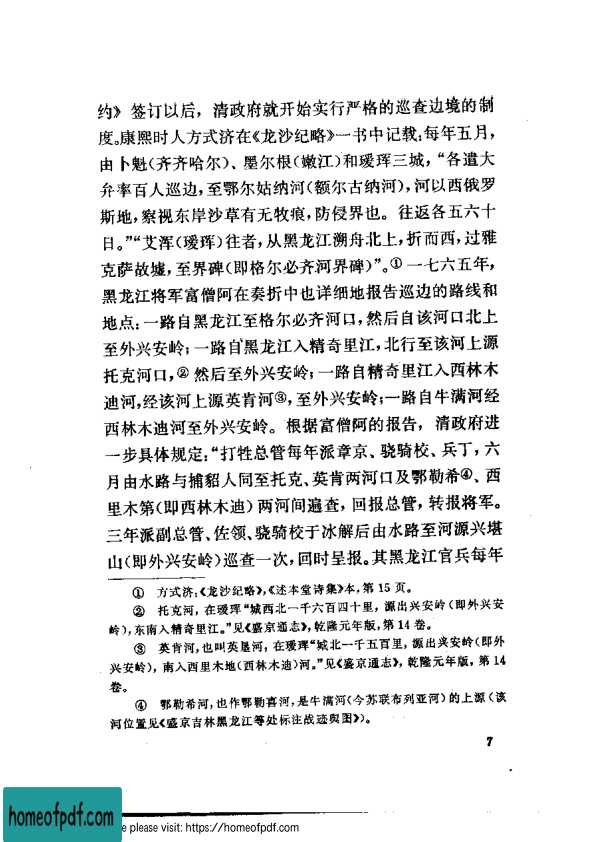 约》签订以后，清政府就开始实行严格的巡查边境的制
度。康熙时人方式济在《龙沙纪略》一书中记载：每年五月，
由卜魁（齐齐哈尔）、墨尔根（嫩江）和瑷珲三城，“各遣大
弁率百人巡边，至鄂尔姑纳河（额尔古纳河），河以西俄罗
斯地，察视东岸沙草有无牧痕，防侵界也。往返各五六十
日。”“艾浑（瑷珲）往者，从黑龙江溯舟北上，折而西，过雅
克萨故墟，至界碑（即格尔必齐河界碑）”。①一七六五年，
黑龙江将军富僧阿在奏折中也详细地报告巡边的路线和
地点：一路自黑龙江至格尔必齐河口，然后自该河口北上
至外兴安岭；一路自黑龙江入精奇里江，北行至该河上源
托克河口，②然后至外兴安岭；一路自精奇里江入西林木
迪河，经该河上源英肯河③，至外兴安岭；一路自牛满河经
西林木迪河至外兴安岭。根据富僧阿的报告，清政府进
一步具体规定：“打牲总管每年派章京、骁骑校、兵丁，六
月由水路与捕貂人同至托克、英肯两河口及鄂勒希④、西
里木第（即西林木迪）两河间遍查，回报总管，转报将军。
三年派副总管、佐领、骁骑校于冰解后由水路至河源兴堪
山（即外兴安岭）巡查一次，回时呈报。其黑龙江官兵每年
① 方式济：《龙沙纪略》，《述本堂诗集》本，第15页。
② 托克河，在瑷珲“城西北一千六百四十里，源出兴安岭（即外兴安
岭），东南入精奇里江。”见《盛京通志》，乾隆元年版，第14卷。
③ 英肯河，也叫英垦河，在瑷珲“城北一千五百里，源出兴安岭（即外
兴安岭），南入西里木地（西林木迪）河。”见《盛京通志》，乾隆元年版，第14
卷。
④ 鄂勒希河，也作鄂勒喜河，是牛满河（今苏联布列亚河）的上源（该
河位置见《盛京吉林黑龙江等处标注战迹舆图》）。
7
homeofpdf.com
please visit: https://homeofpdf.com